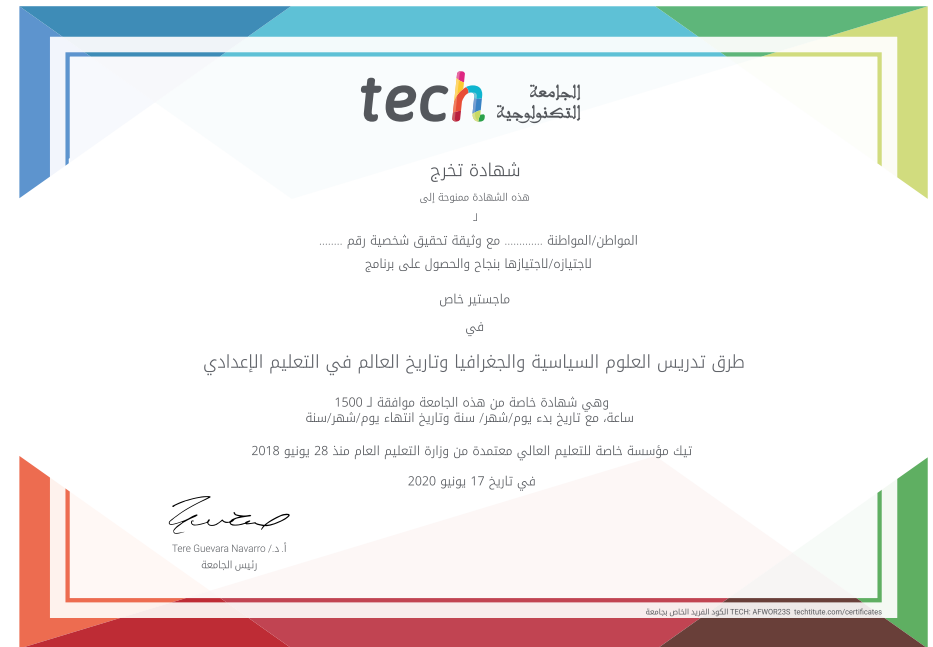 tech الجامعة
التكنولوجية
شهادة تخرج
هذه الشهادة ممنوحة إلى
لـ
المواطن/المواطنة ............. مع وثيقة تحقيق شخصية رقم ........
لاجتيازه/لاجتيازها بنجاح والحصول على برنامج
ماجستير خاص
في
طرق تدريس العلوم السياسية والجغرافيا وتاريخ العالم في التعليم الإعدادي
وهي شهادة خاصة من هذه الجامعة موافقة لـ 1500
ساعة، مع تاريخ بدء يوم/شهر/ سنة وتاريخ انتهاء يوم/شهر/سنة
تيك مؤسسة خاصة للتعليم العالي معتمدة من وزارة التعليم العام منذ 28 يونيو 2018
في تاريخ 17 يونيو 2020
أ. د./ Tere Guevara Navarro
رئيس الجامعة
الكود الفريد الخاص بجامعة TECH: AFWOR23S techtitute.com/certificates